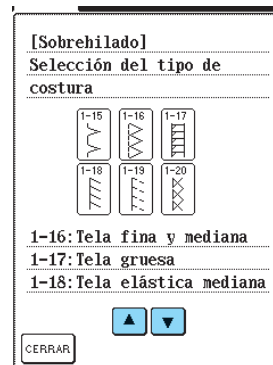 [Sobrehilado]
Selección del tipo de
costura
1-15 1-16 1-17
1-18 1-19 1-20
1-16:Tela fina y mediana
1-17:Tela gruesa
1-18:Tela elástica mediana
CERRAR